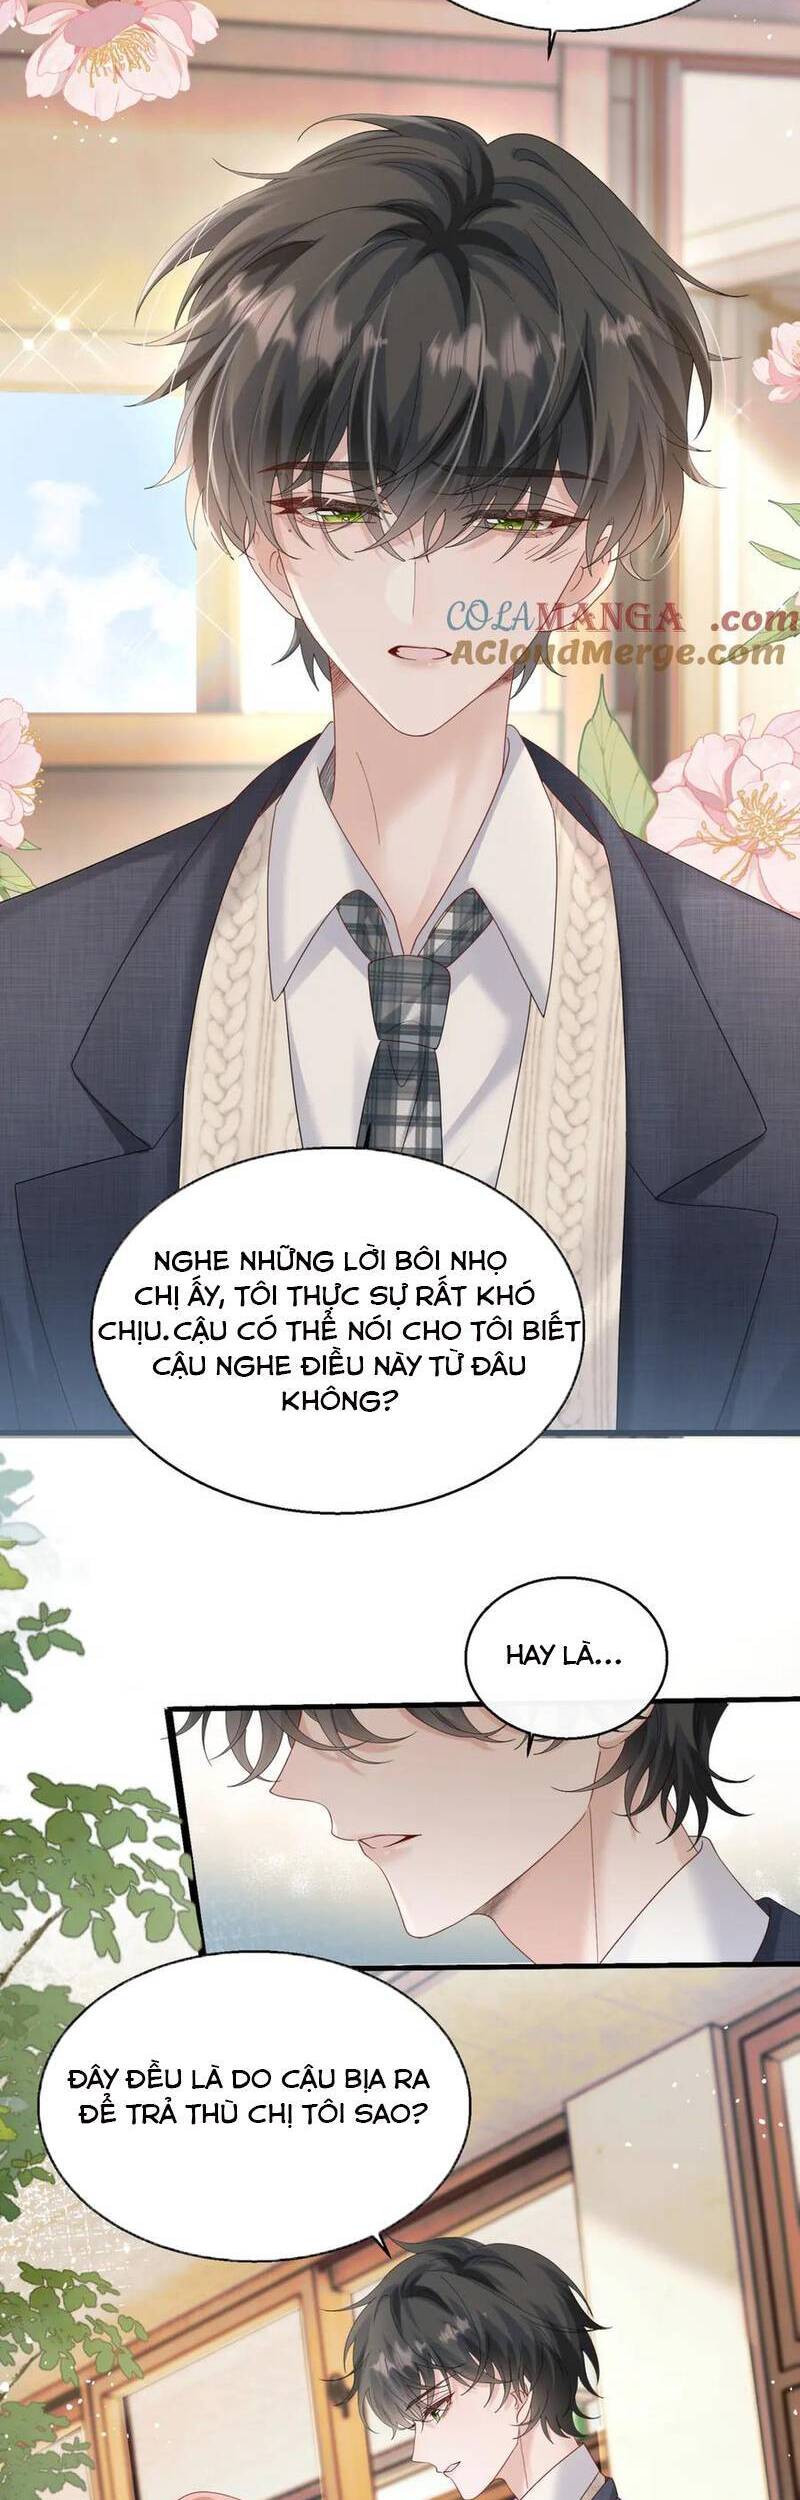 COLAMANGA.com
ACloudMerge.com
NGHE NHỮNG LỜI BÔI NHỌ
CHỊ ẤY, TÔI THỰC SỰ RẤT KHÓ
CHỊU.CẬU CÓ THỂ NÓI CHO TÔI BIẾT
CẬU NGHE ĐIỀU NÀY TỪ ĐÂU
KHÔNG?
HAY LÀ...
ĐÂY ĐỀU LÀ DO CẬU BỊA RA
ĐỂ TRẢ THÙ CHỊ TÔI SAO?